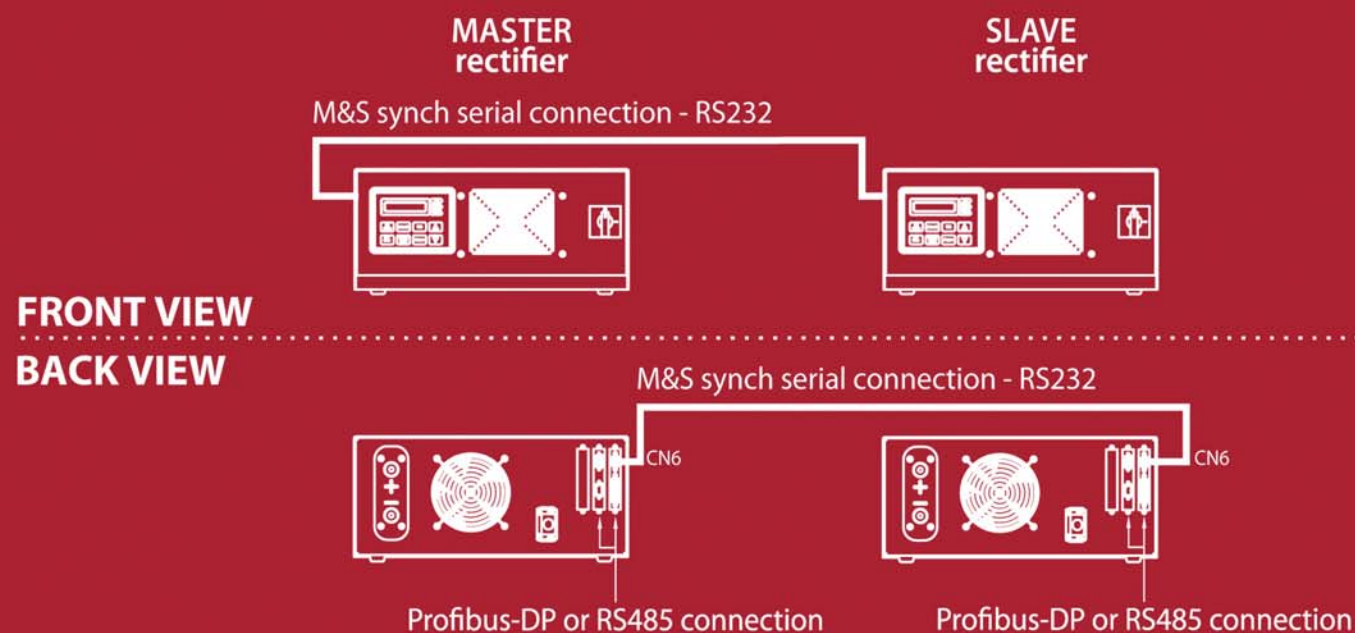 MASTER
rectifier
SLAVE
rectifier
M&S synch serial connection - RS232
FRONT VIEW
BACK VIEW
M&S synch serial connection - RS232
CN6
CN6
Profibus-DP or RS485 connection
Profibus-DP or RS485 connection